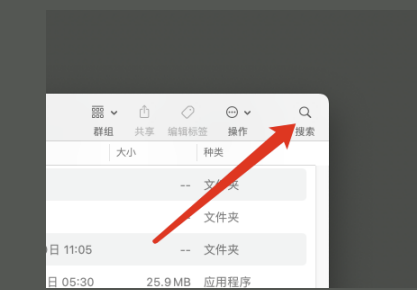 群组 共享 编辑标签 操作 搜索
大小 种类
-- 文件夹
-- 文件夹
日 11:05 -- 文件夹
日 05:30 25.9 MB 应用程序